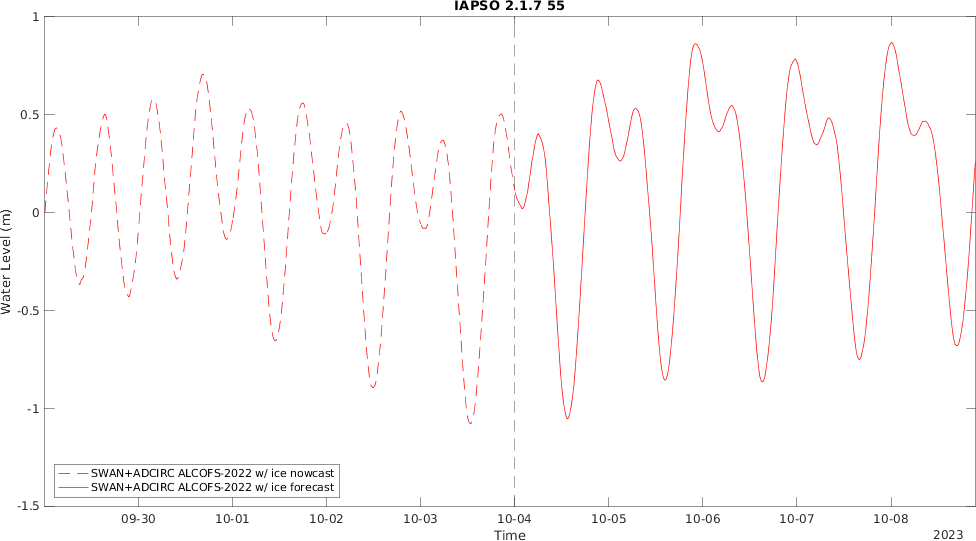 IAPSO 2.1.7 55
1
0.5
0
-0.5
-1
-1.5
Water Level (m)
SWAN+ADCIRC ALCOFS-2022 w/ ice nowcast
SWAN+ADCIRC ALCOFS-2022 w/ ice forecast
09-30 10-01 10-02 10-03 10-04 10-05 10-06 10-07 10-08
Time
2023